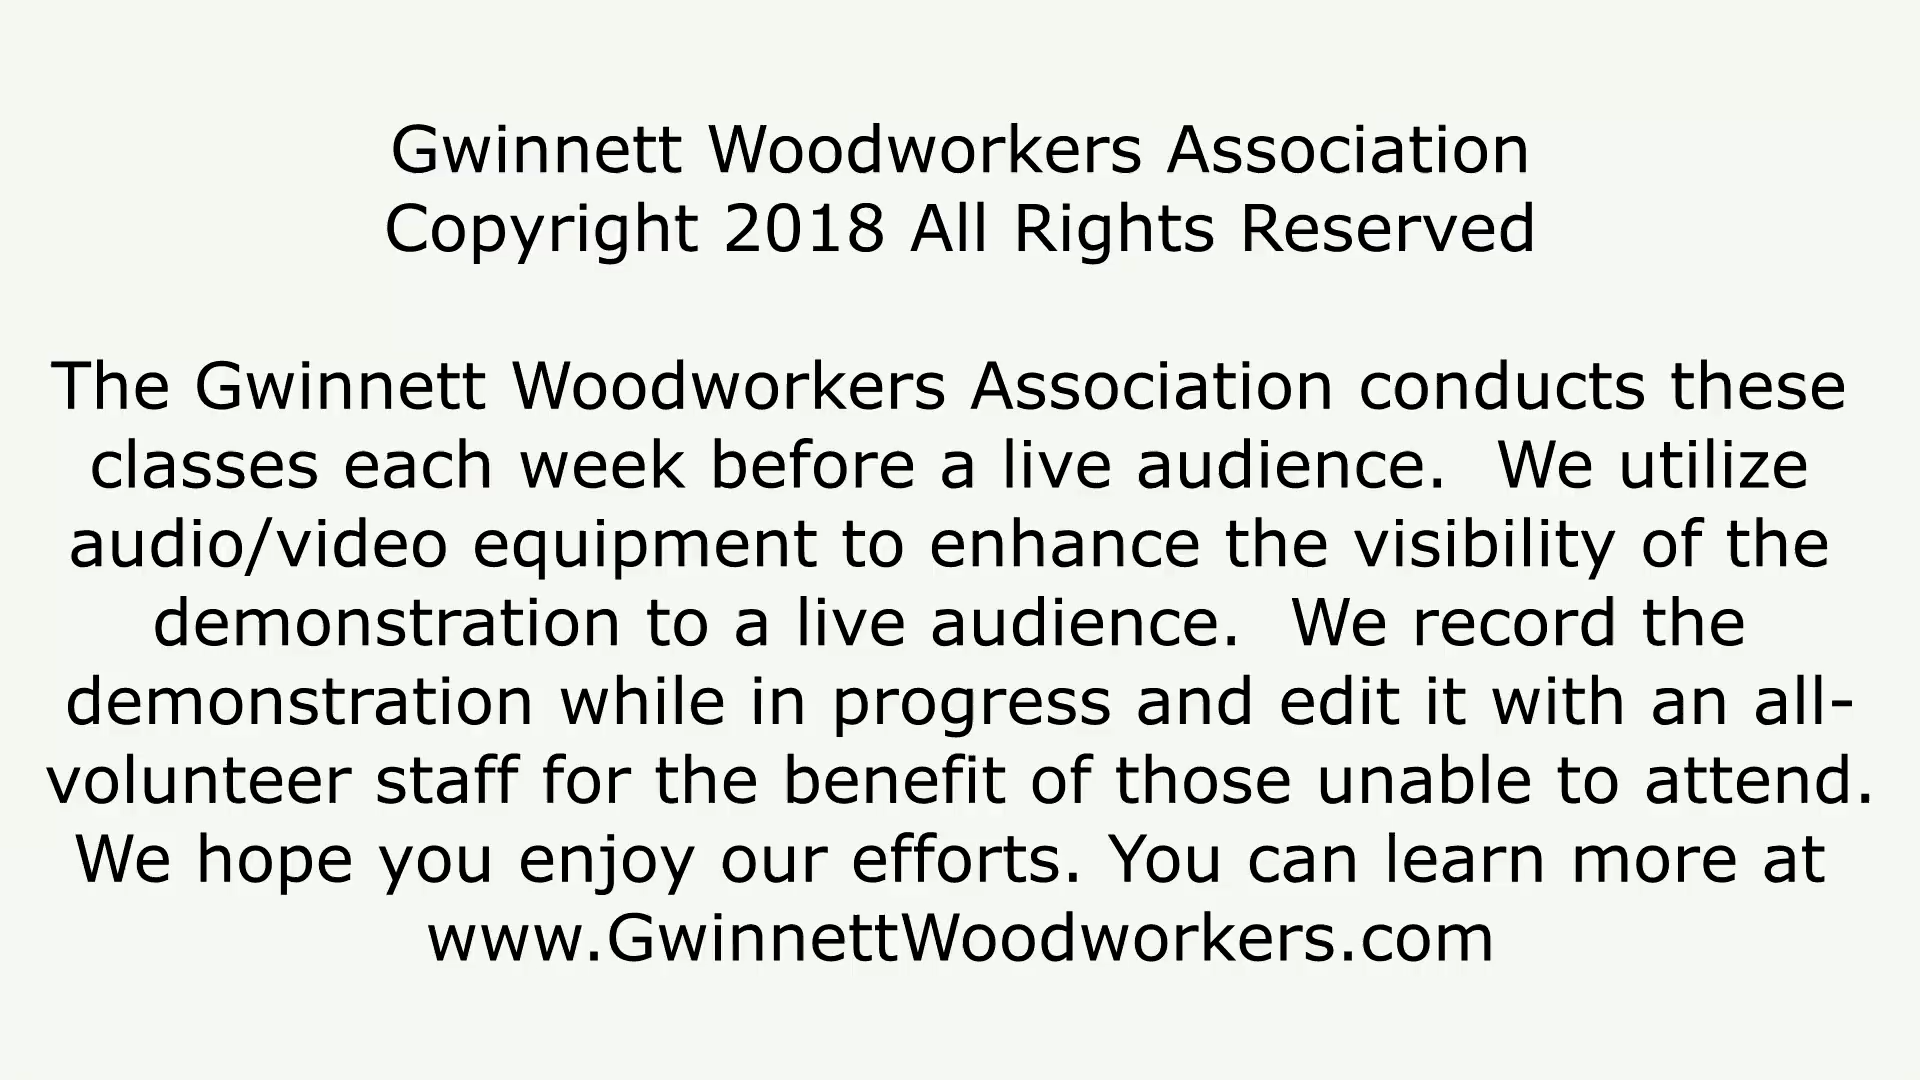 Gwinnett Woodworkers Association
Copyright 2018 All Rights Reserved
The Gwinnett Woodworkers Association conducts these
classes each week before a live audience.  We utilize
audio/video equipment to enhance the visibility of the
demonstration to a live audience.  We record the
demonstration while in progress and edit it with an all-
volunteer staff for the benefit of those unable to attend.
We hope you enjoy our efforts. You can learn more at
www.GwinnettWoodworkers.com